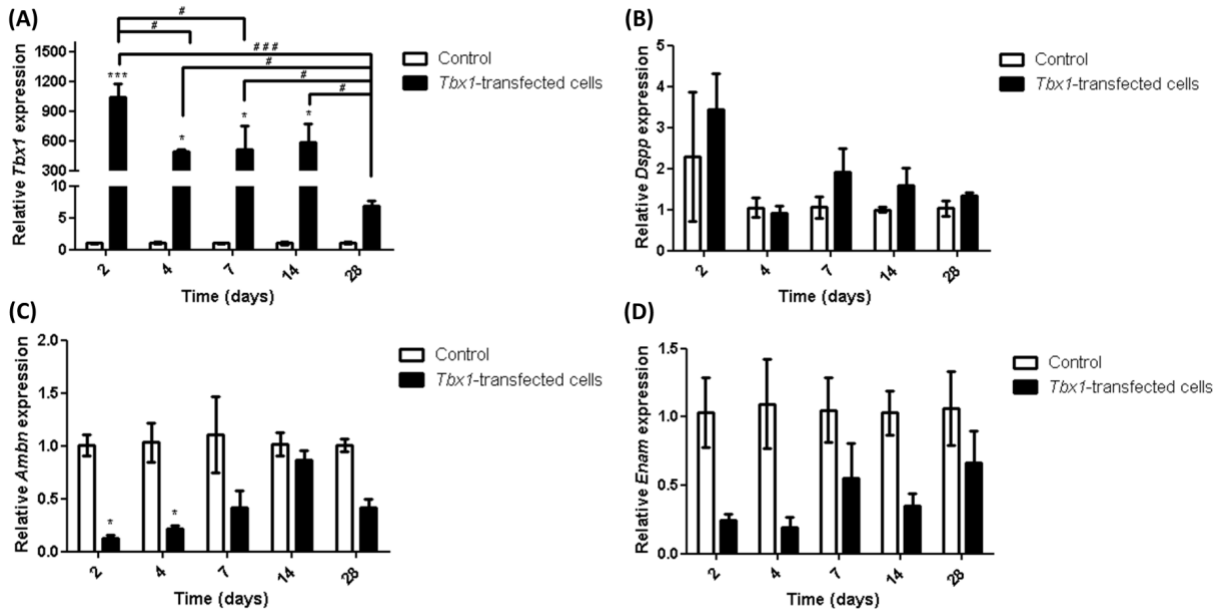 (A)
#
#
# # #
#
#
#
***
*
*
*
Relative Tbx1 expression
1500
1200
900
600
300
10
5
0
2
4
7
14
28
Time (days)
Control
Tbx1-transfected cells
(B)
Relative Dspp expression
5
4
3
2
1
0
2
4
7
14
28
Time (days)
Control
Tbx1-transfected cells
(C)
Relative Ambn expression
2.0
1.5
1.0
0.5
0.0
*
*
2
4
7
14
28
Time (days)
Control
Tbx1-transfected cells
(D)
Relative Enam expression
1.5
1.0
0.5
0.0
2
4
7
14
28
Time (days)
Control
Tbx1-transfected cells